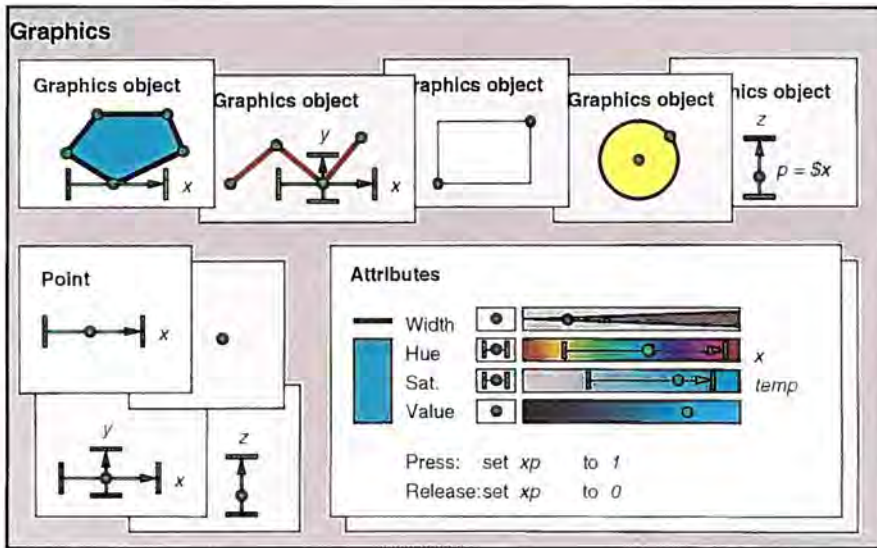 Graphics
Graphics object
x
Graphics object
y
x
raphics object
Graphics object
hics object
z
p = $x
Point
x
y
x
z
Attributes
Width
Hue
x
Sat.
temp
Value
Press: set xp to 1
Release: set xp to 0